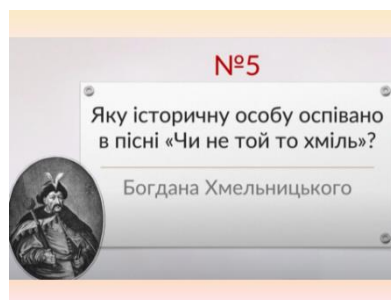 №5
Яку історичну особу оспівано
в пісні «Чи не той то хміль»?
Богдана Хмельницького